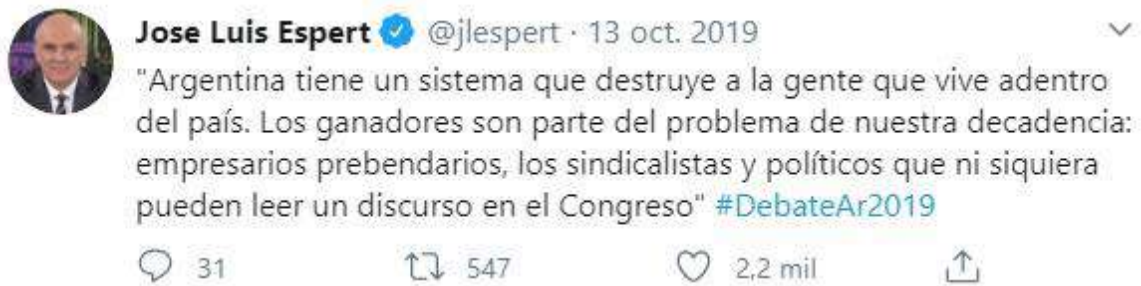 Jose Luis Espert @jlespert · 13 oct. 2019
"Argentina tiene un sistema que destruye a la gente que vive adentro
del país. Los ganadores son parte del problema de nuestra decadencia:
empresarios prebendarios, los sindicalistas y políticos que ni siquiera
pueden leer un discurso en el Congreso" #DebateAr2019
31 547 2,2 mil